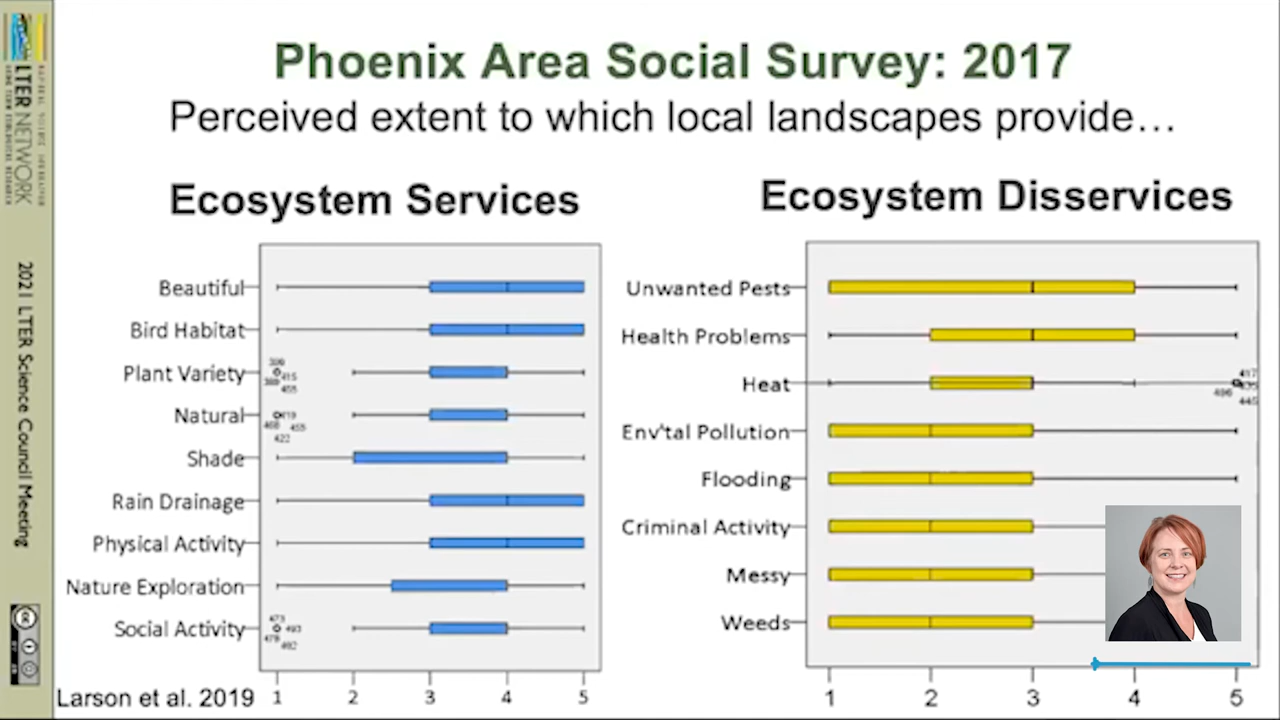 LTER NETWORK
2021 LTER Science Council Meeting
Phoenix Area Social Survey: 2017
Perceived extent to which local landscapes provide…
Ecosystem Services
Beautiful
Bird Habitat
Plant Variety
Natural
Shade
Rain Drainage
Physical Activity
Nature Exploration
Social Activity
1 2 3 4 5
Ecosystem Disservices
Unwanted Pests
Health Problems
Heat
Env'tal Pollution
Flooding
Criminal Activity
Messy
Weeds
1 2 3 4 5
Larson et al. 2019